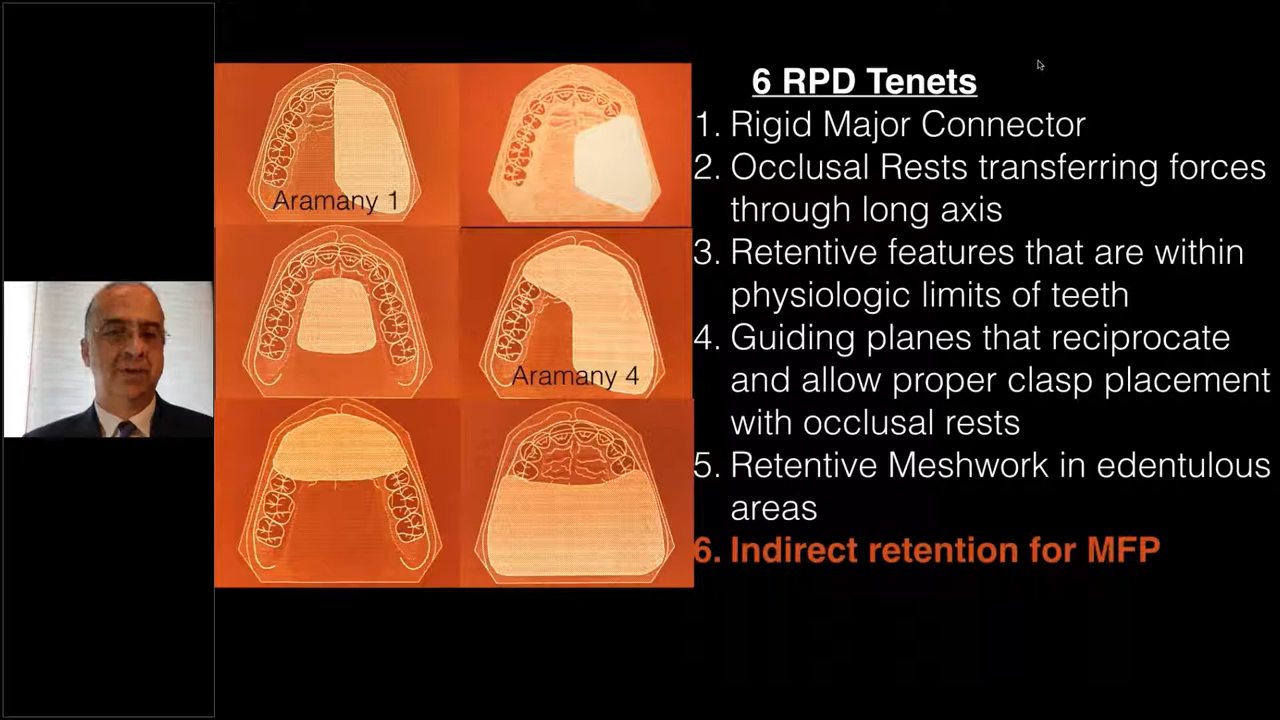 6 RPD Tenets
1. Rigid Major Connector
2. Occlusal Rests transferring forces
through long axis
3. Retentive features that are within
physiologic limits of teeth
4. Guiding planes that reciprocate
and allow proper clasp placement
with occlusal rests
5. Retentive Meshwork in edentulous
areas
6. Indirect retention for MFP
Aramany 1
Aramany 4